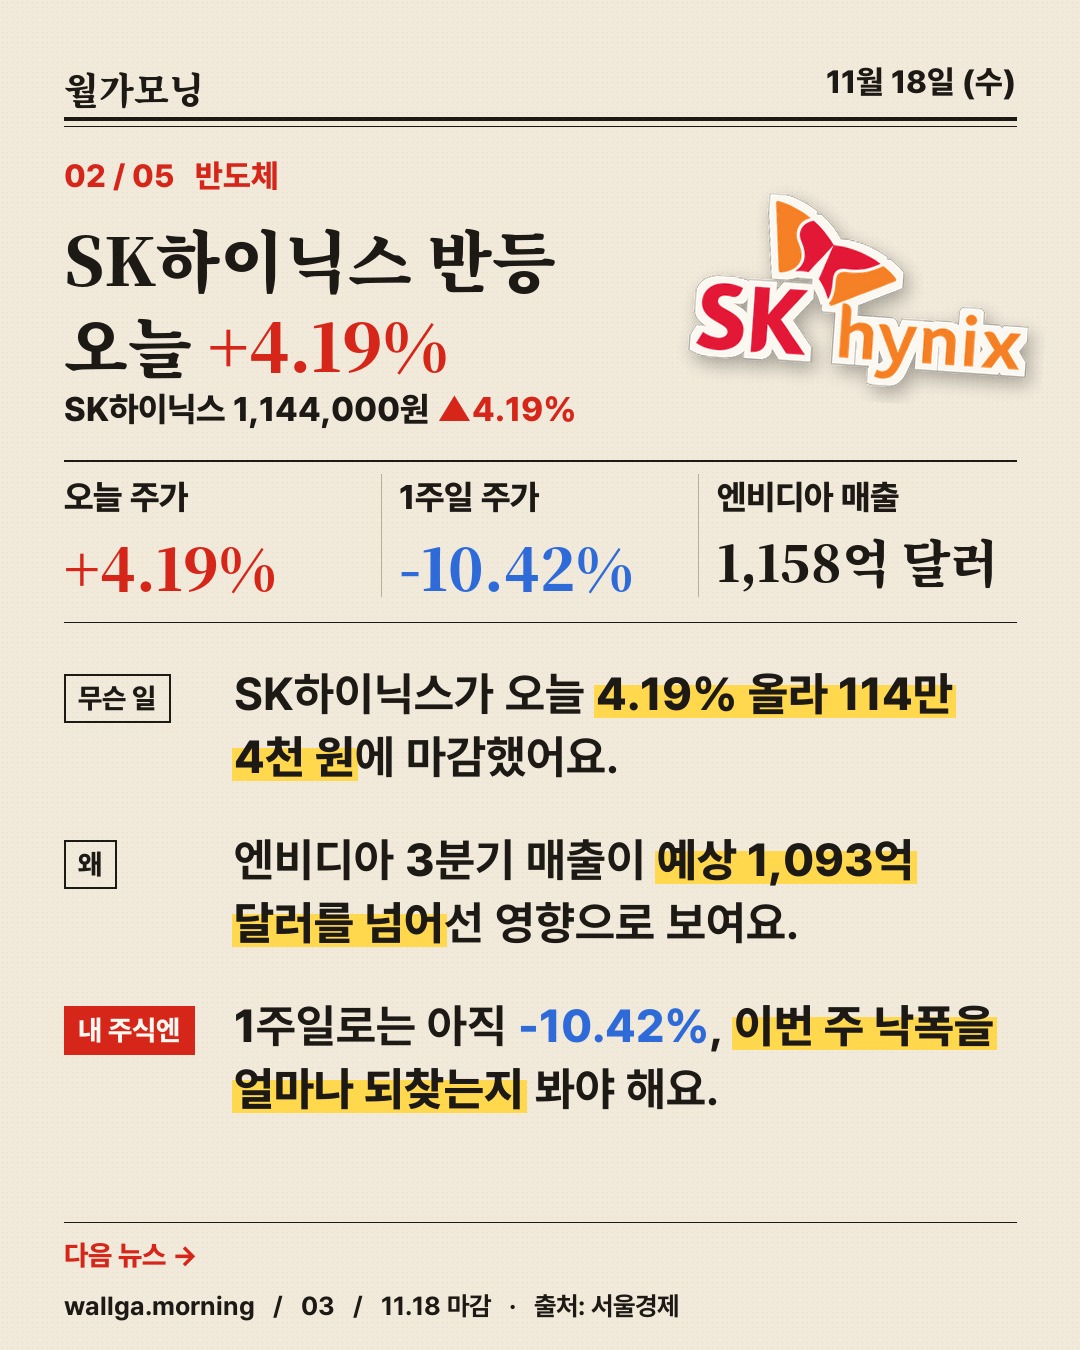 월가모닝
11월 18일 (수)
02 / 05 반도체
SK하이닉스 반등
오늘 +4.19%
SK하이닉스 1,144,000원 ▲4.19%
SK hynix
오늘 주가
+4.19%
1주일 주가
-10.42%
엔비디아 매출
1,158억 달러
무슨 일
SK하이닉스가 오늘 4.19% 올라 114만
4천 원에 마감했어요.
왜
엔비디아 3분기 매출이 예상 1,093억
달러를 넘어선 영향으로 보여요.
내 주식엔
1주일로는 아직 -10.42%, 이번 주 낙폭을
얼마나 되찾는지 봐야 해요.
다음 뉴스 →
wallga.morning / 03 / 11.18 마감 · 출처: 서울경제